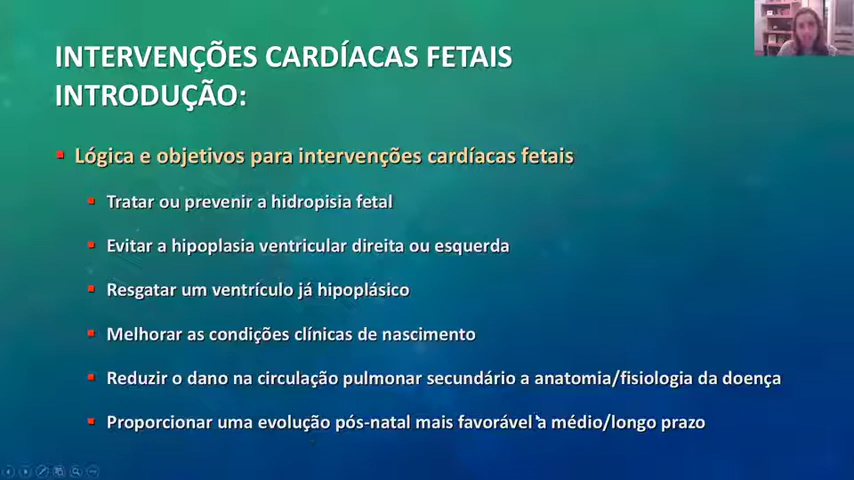 INTERVENÇÕES CARDÍACAS FETAIS
INTRODUÇÃO:
Lógica e objetivos para intervenções cardíacas fetais
Tratar ou prevenir a hidropisia fetal
Evitar a hipoplasia ventricular direita ou esquerda
Resgatar um ventrículo já hipoplásico
Melhorar as condições clínicas de nascimento
Reduzir o dano na circulação pulmonar secundário a anatomia/fisiologia da doença
Proporcionar uma evolução pós-natal mais favorável a médio/longo prazo